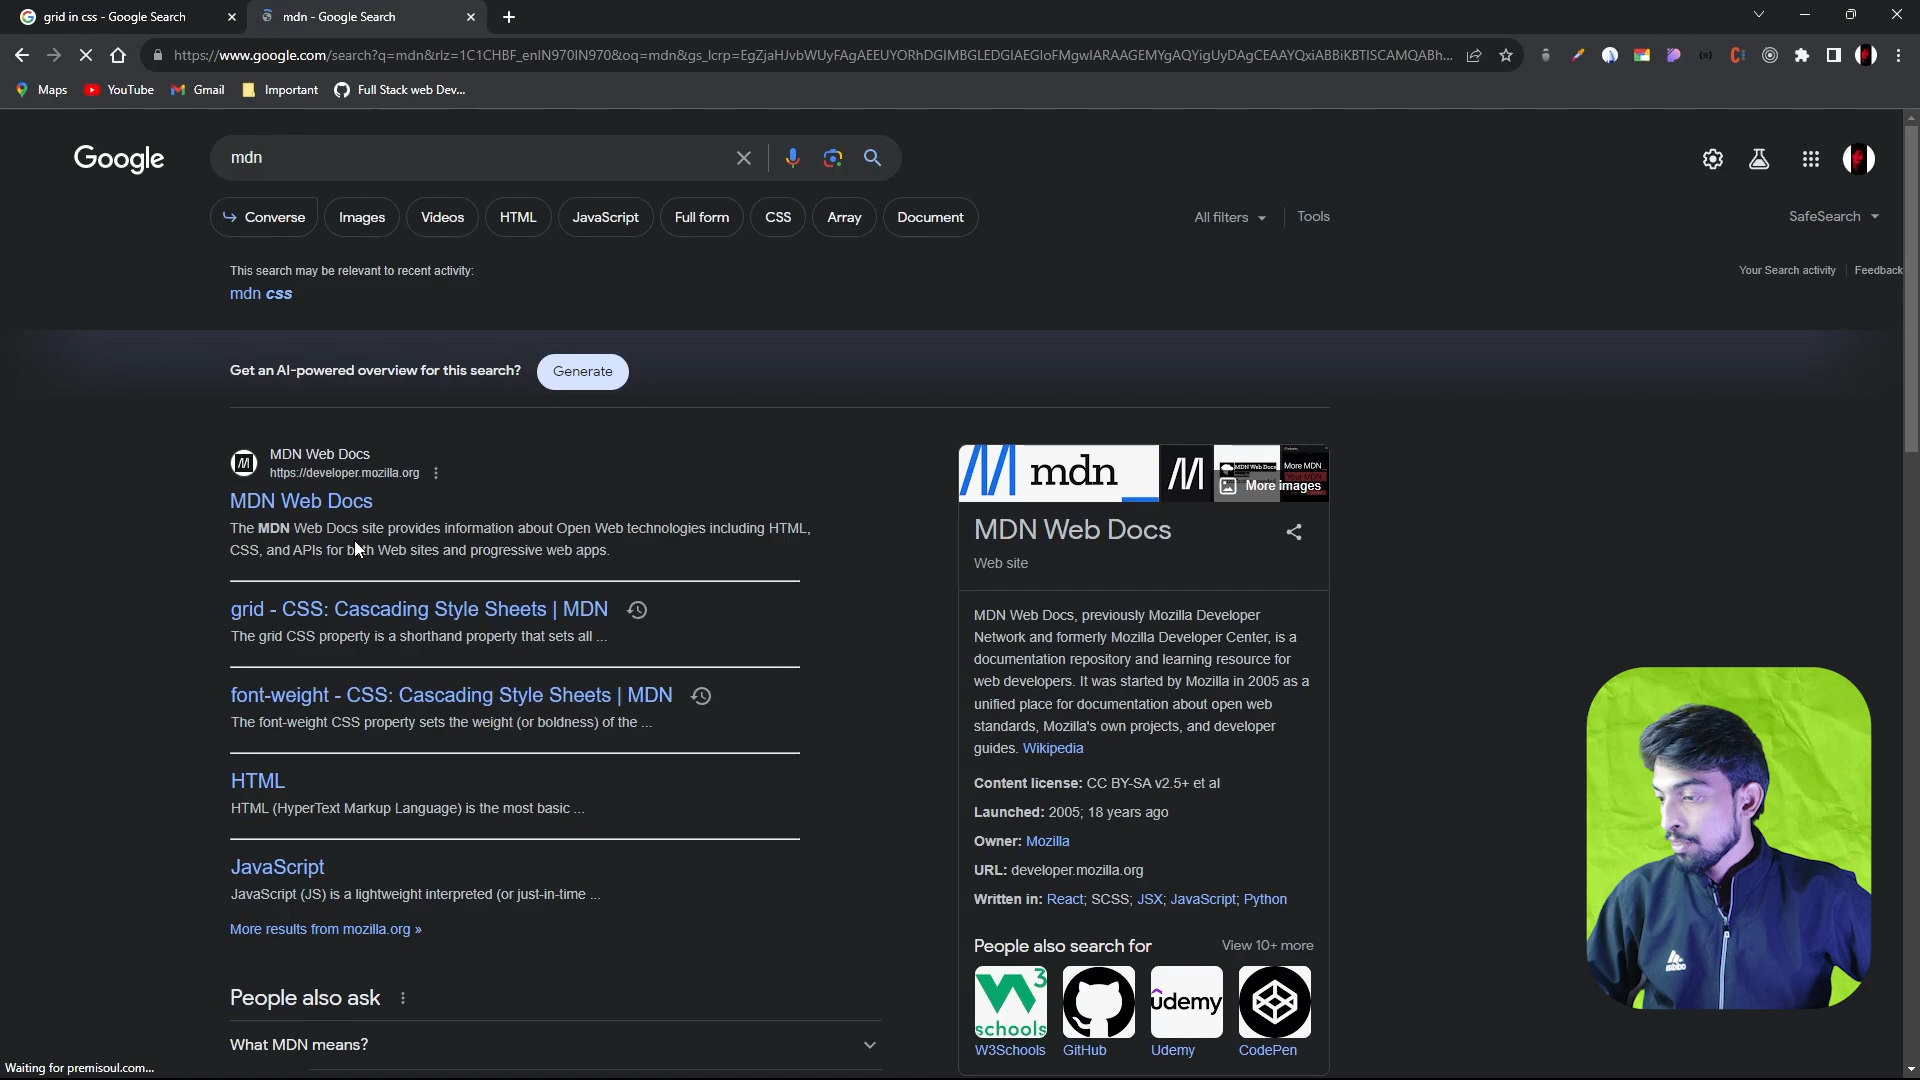 grid in css - Google Search
mdn - Google Search
https://www.google.com/search?q=mdn&rlz=1C1CHBF_enIN970IN970&oq=mdn&gs_lcrp=EgZjaHJvbWUyFAgAEEUYORhDGIMBGLEDGIAEGIoFMgwIARAAGEMYgAQYigUyDAgCEAAYQxiABBiKBTISCAMQABh...
Maps
YouTube
Gmail
Important
Full Stack web Dev...
Google
mdn
Converse
Images
Videos
HTML
JavaScript
Full form
CSS
Array
Document
All filters
Tools
SafeSearch
This search may be relevant to recent activity:
mdn css
Your Search activity
Feedback
Get an AI-powered overview for this search?
Generate
MDN Web Docs
https://developer.mozilla.org
MDN Web Docs
The MDN Web Docs site provides information about Open Web technologies including HTML,
CSS, and APIs for both Web sites and progressive web apps.
grid - CSS: Cascading Style Sheets | MDN
The grid CSS property is a shorthand property that sets all ...
font-weight - CSS: Cascading Style Sheets | MDN
The font-weight CSS property sets the weight (or boldness) of the ...
HTML
HTML (HyperText Markup Language) is the most basic ...
JavaScript
JavaScript (JS) is a lightweight interpreted (or just-in-time ...
More results from mozilla.org »
People also ask
What MDN means?
mdn
MDN Web Docs
More MDN
More images
MDN Web Docs
Web site
MDN Web Docs, previously Mozilla Developer
Network and formerly Mozilla Developer Center, is a
documentation repository and learning resource for
web developers. It was started by Mozilla in 2005 as a
unified place for documentation about open web
standards, Mozilla's own projects, and developer
guides. Wikipedia
Content license: CC BY-SA v2.5+ et al
Launched: 2005; 18 years ago
Owner: Mozilla
URL: developer.mozilla.org
Written in: React; SCSS; JSX; JavaScript; Python
People also search for
View 10+ more
W3 schools
udemy
W3Schools
GitHub
Udemy
CodePen
Waiting for premisoul.com...